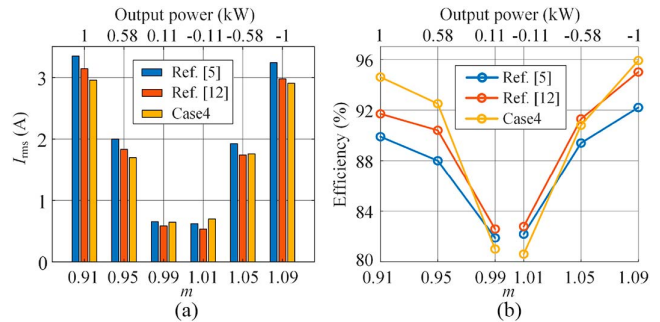 Output power (kW)
1 0.58 0.11 -0.11 -0.58 -1
Ref. [5]
Ref. [12]
Case4
3
2
1
0
I_rms (A)
0.91 0.95 0.99 1.01 1.05 1.09
m
(a)
Output power (kW)
1 0.58 0.11 -0.11 -0.58 -1
Ref. [5]
Ref. [12]
Case4
96
92
88
84
80
Efficiency (%)
0.91 0.95 0.99 1.01 1.05 1.09
m
(b)